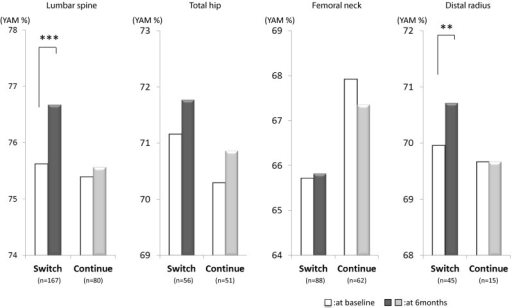 Lumbar spine
Total hip
Femoral neck
Distal radius
(YAM %)
(YAM %)
(YAM %)
(YAM %)
78
77
76
75
74
***
Switch
(n=167)
Continue
(n=80)
73
72
71
70
69
Switch
(n=56)
Continue
(n=51)
69
68
67
66
65
64
Switch
(n=88)
Continue
(n=62)
72
71
70
69
68
**
Switch
(n=45)
Continue
(n=15)
:at baseline
:at 6months